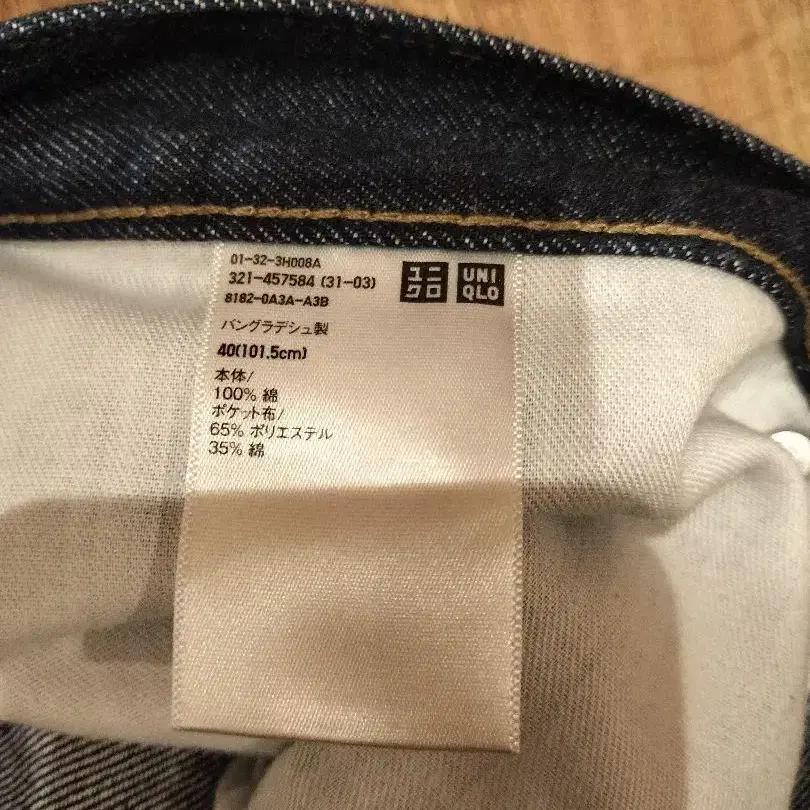 01-32-3H008A
321-457584 (31-03)
8182-0A3A-A3B
ユニ
クロ
UNI
QLO
バングラデシュ製
40(101.5cm)
本体/
100% 綿
ポケット布/
65% ポリエステル
35% 綿